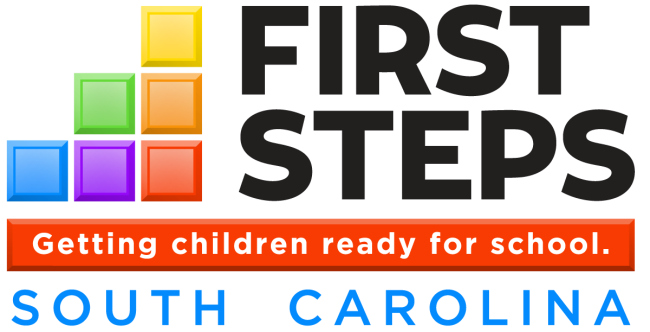 FIRST
STEPS
Getting children ready for school.
SOUTH CAROLINA